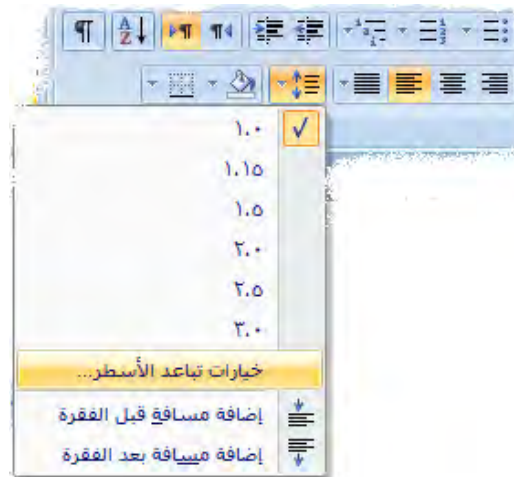 ١.٠
١.١٥
١.٥
٢.٠
٢.٥
٣.٠
خيارات تباعد الأسطر...
إضافة مسافة قبل الفقرة
إضافة مسافة بعد الفقرة